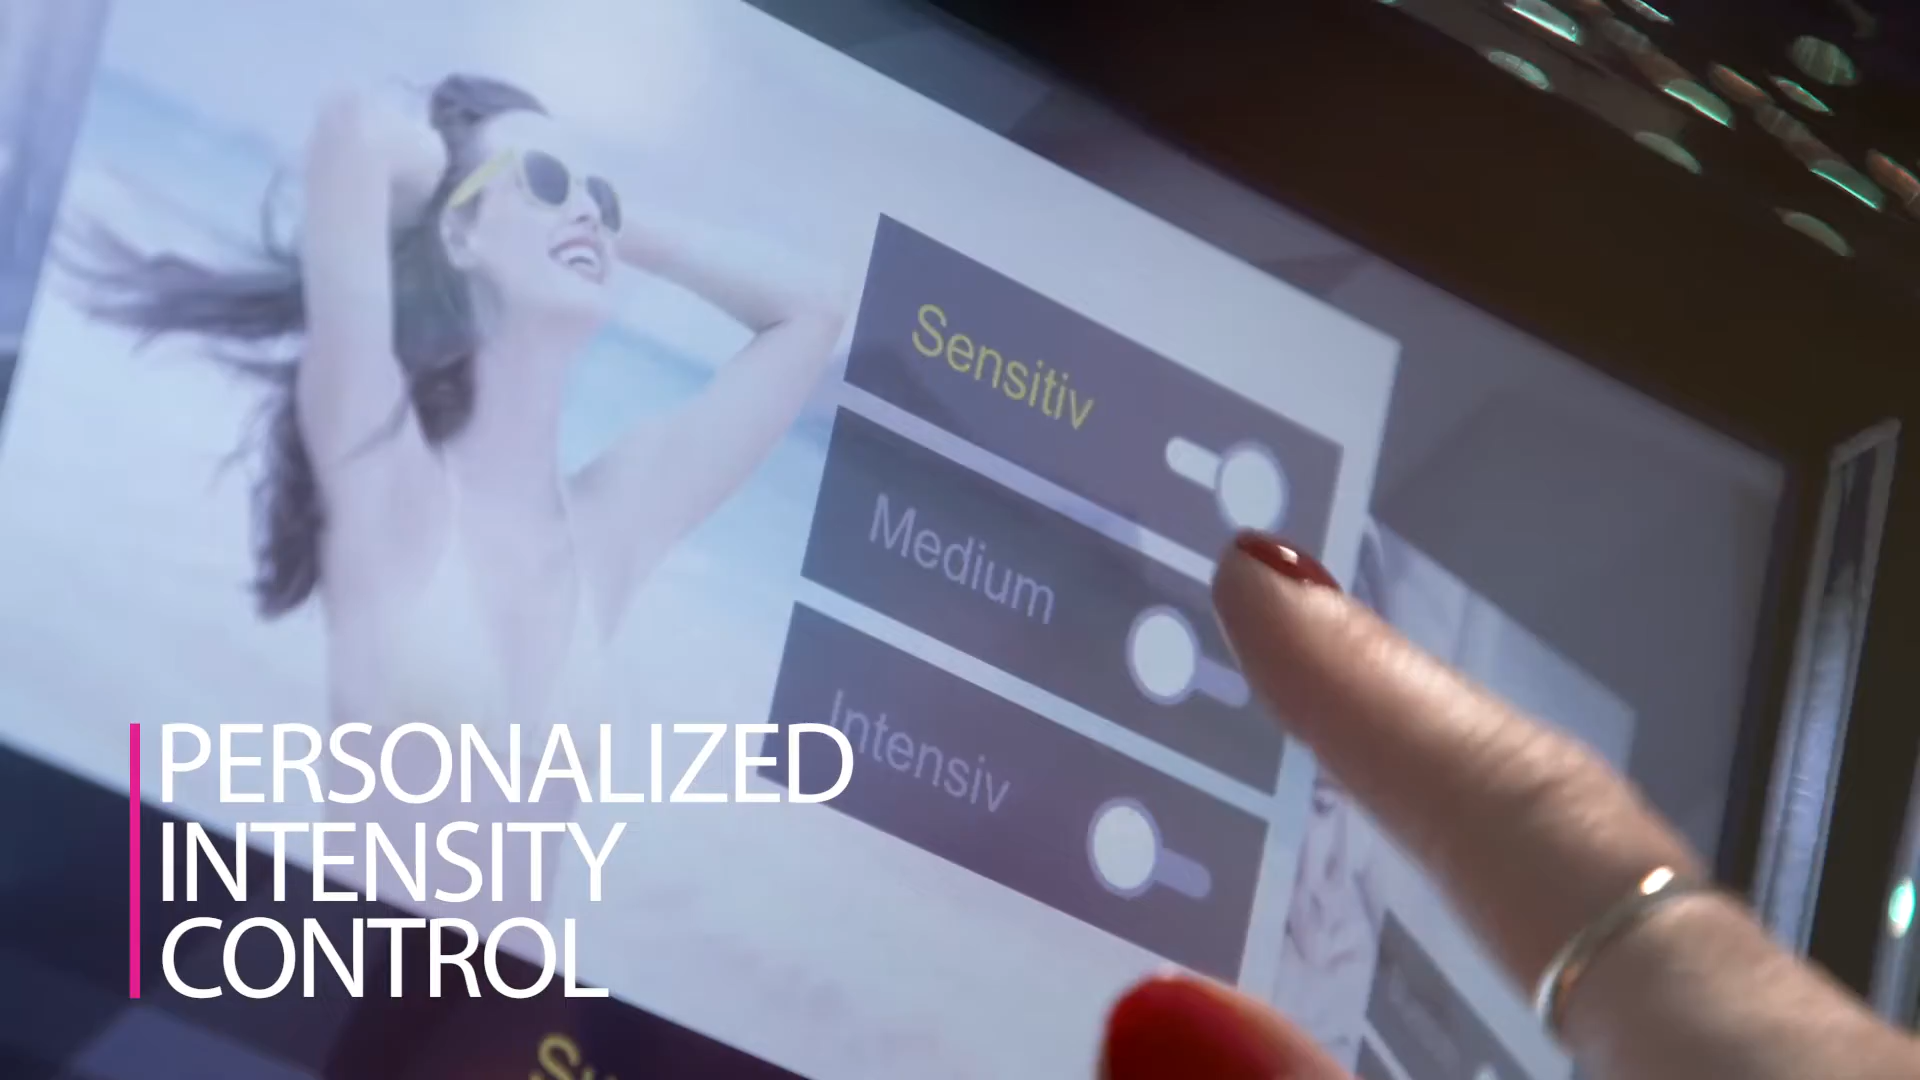 Sensitiv
Medium
Intensiv
PERSONALIZED
INTENSITY
CONTROL